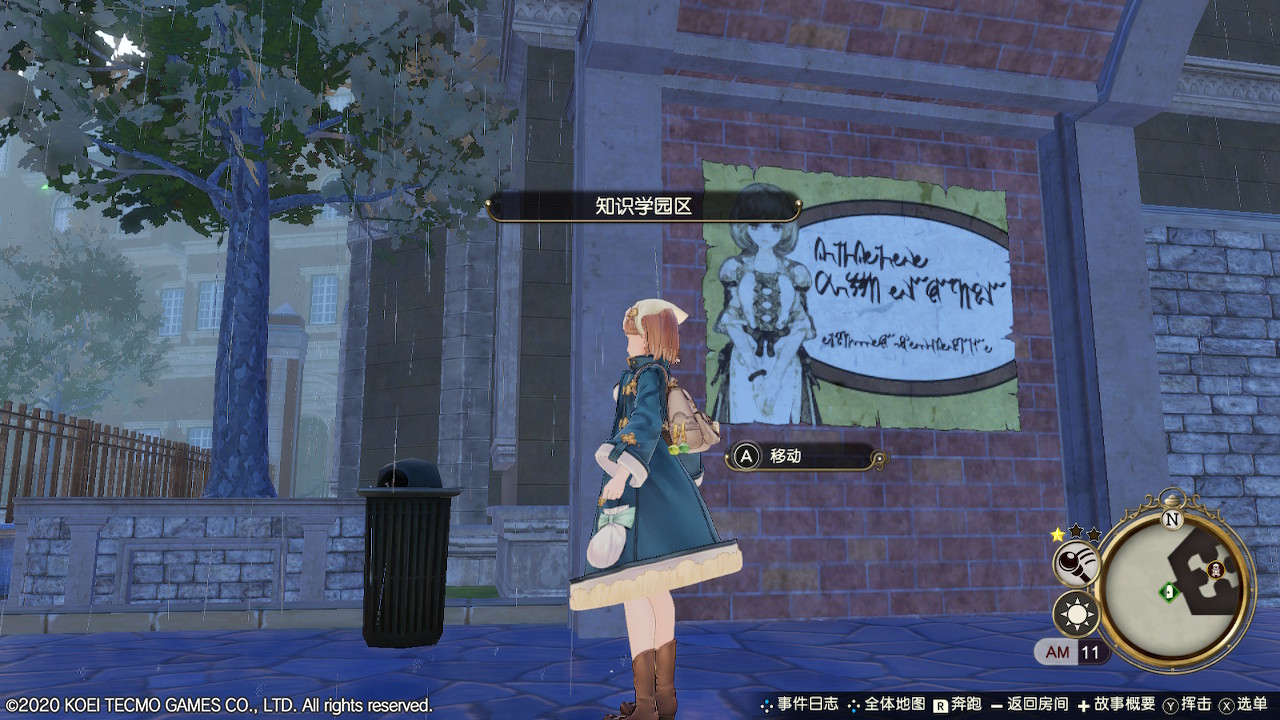 知识学园区
A 移动
N
AM 11
©2020 KOEI TECMO GAMES CO., LTD. All rights reserved.
事件日志 全体地图 R 奔跑 返回房间 故事概要 Y 挥击 X 选单